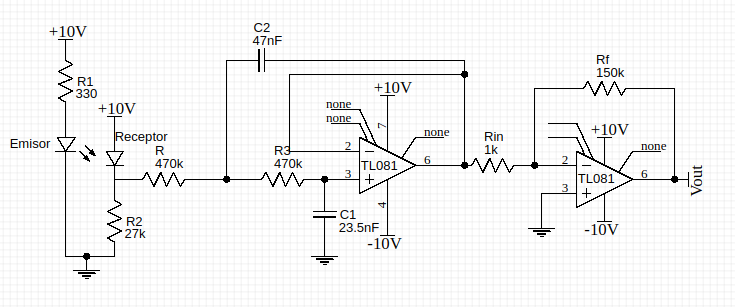 +10V
R1
330
Emisor
+10V
Receptor
R
470k
R2
27k
C2
47nF
R3
470k
none
none
+10V
7
none
2
TL081
6
3
4
-10V
C1
23.5nF
Rin
1k
Rf
150k
+10V
none
2
TL081
6
3
-10V
Vout